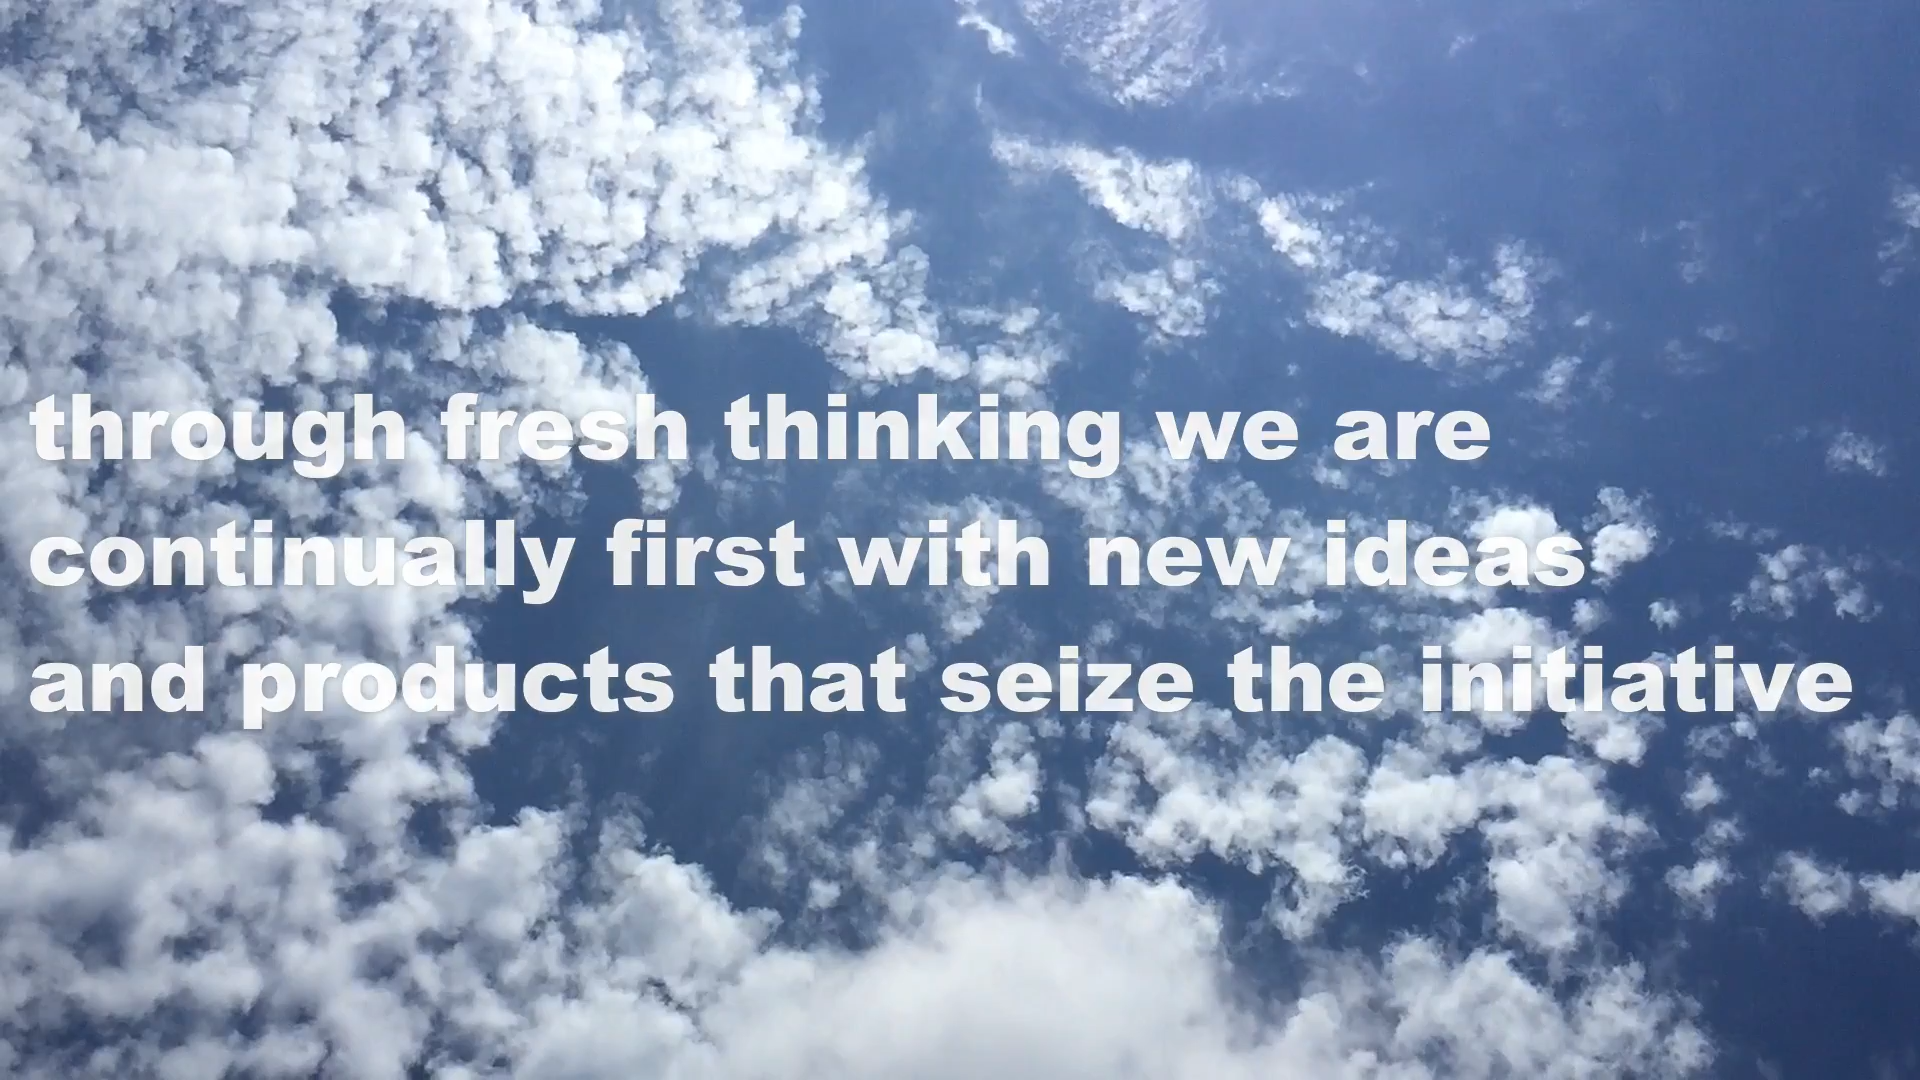 through fresh thinking we are
continually first with new ideas
and products that seize the initiative